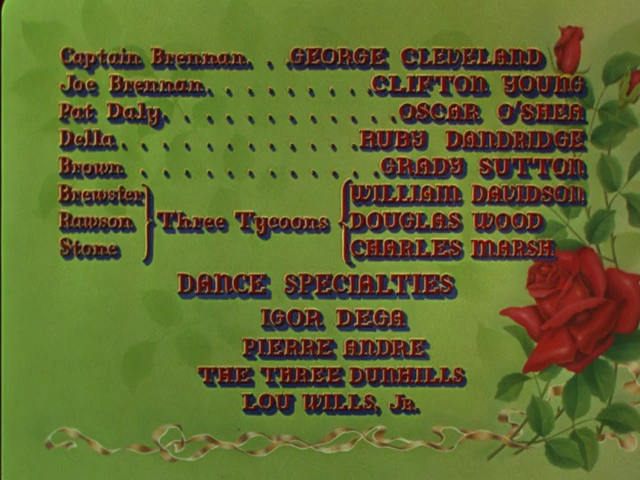 Captain Brennan. . . GEORGE CLEVELAND
Joe Brennan. . . . . . . . . CLIFTON YOUNG
Pat Daly. . . . . . . . . . . . OSCAR O'SHEA
Della. . . . . . . . . . . . . RUBY DANDRIDGE
Brown . . . . . . . . . . . . . GRADY SUTTON
Brewster
Rawson
Stone
Three Tycoons
WILLIAM DAVIDSON
DOUGLAS WOOD
CHARLES MARSH
DANCE SPECIALTIES
IGOR DEGA
PIERRE ANDRE
THE THREE DUNHILLS
LOU WILLS, Jr.